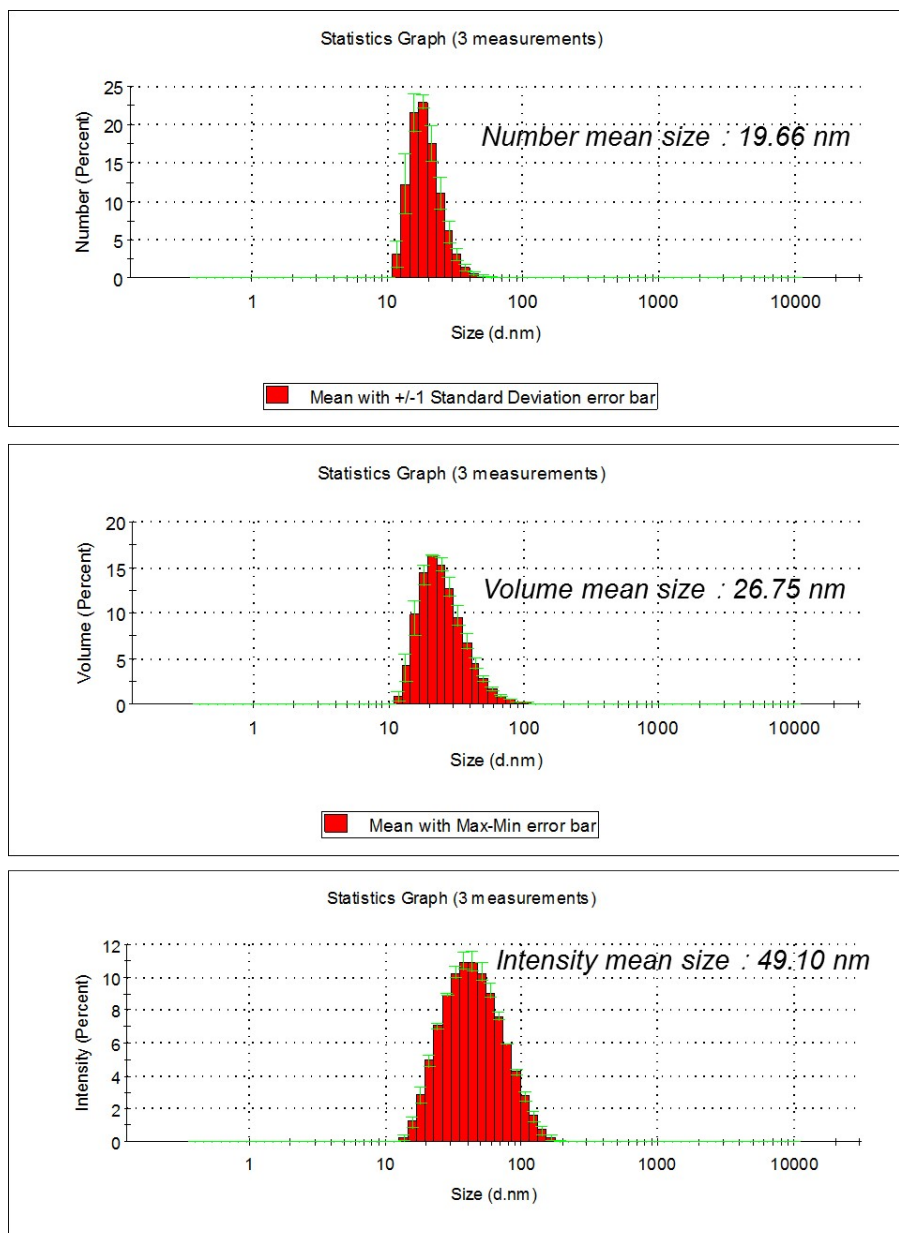 Statistics Graph (3 measurements)
Number (Percent)
25
20
15
10
5
0
Number mean size : 19.66 nm
1 10 100 1000 10000
Size (d.nm)
Mean with +/-1 Standard Deviation error bar
Statistics Graph (3 measurements)
Volume (Percent)
20
15
10
5
0
Volume mean size : 26.75 nm
1 10 100 1000 10000
Size (d.nm)
Mean with Max-Min error bar
Statistics Graph (3 measurements)
Intensity (Percent)
12
10
8
6
4
2
0
Intensity mean size : 49.10 nm
1 10 100 1000 10000
Size (d.nm)